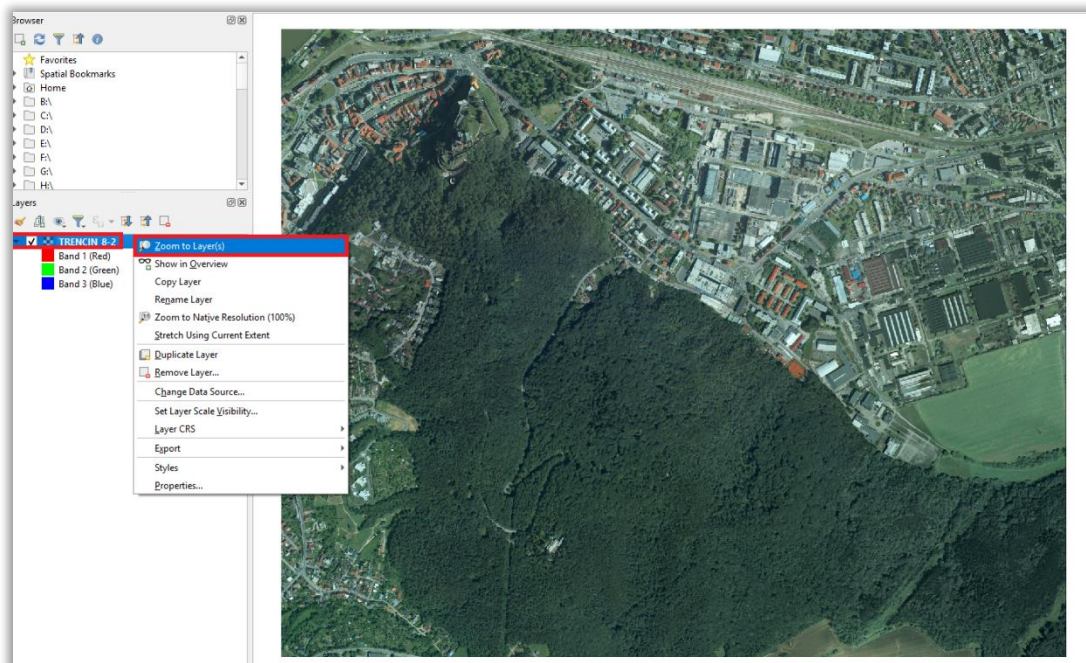 Browser
Favorites
Spatial Bookmarks
Home
B:\
C:\
D:\
E:\
F:\
G:\
H:\
Layers
TRENCIN 8-2
Band 1 (Red)
Band 2 (Green)
Band 3 (Blue)
Zoom to Layer(s)
Show in Overview
Copy Layer
Rename Layer
Zoom to Native Resolution (100%)
Stretch Using Current Extent
Duplicate Layer
Remove Layer...
Change Data Source...
Set Layer Scale Visibility...
Layer CRS
Export
Styles
Properties...